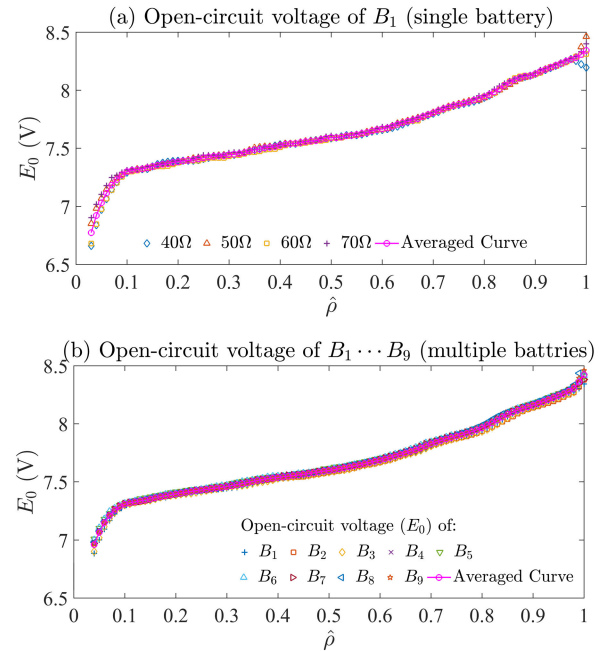 (a) Open-circuit voltage of B₁ (single battery)
8.5
8
7.5
7
6.5
E₀ (V)
40Ω 50Ω 60Ω 70Ω Averaged Curve
0 0.1 0.2 0.3 0.4 0.5 0.6 0.7 0.8 0.9 1
ρ̂
(b) Open-circuit voltage of B₁ ⋯ B₉ (multiple battries)
8.5
8
7.5
7
6.5
E₀ (V)
Open-circuit voltage (E₀) of:
B₁ B₂ B₃ B₄ B₅
B₆ B₇ B₈ B₉ Averaged Curve
0 0.1 0.2 0.3 0.4 0.5 0.6 0.7 0.8 0.9 1
ρ̂